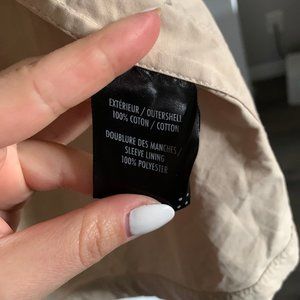 EXTÉRIEUR / OUTERSHELL
100% COTON / COTTON
DOUBLURE DES MANCHES /
SLEEVE LINING
100% POLYESTER